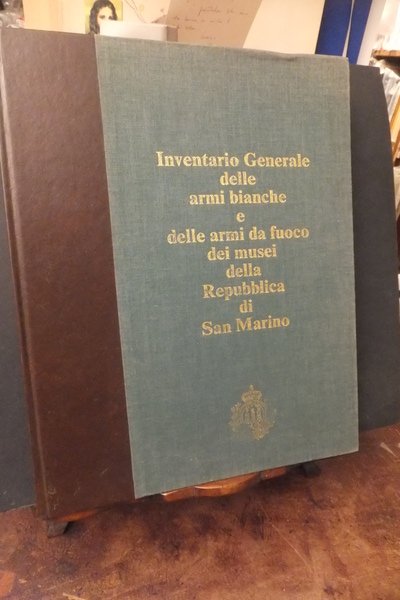 Inventario Generale
delle
armi bianche
e
delle armi da fuoco
dei musei
della
Repubblica
di
San Marino